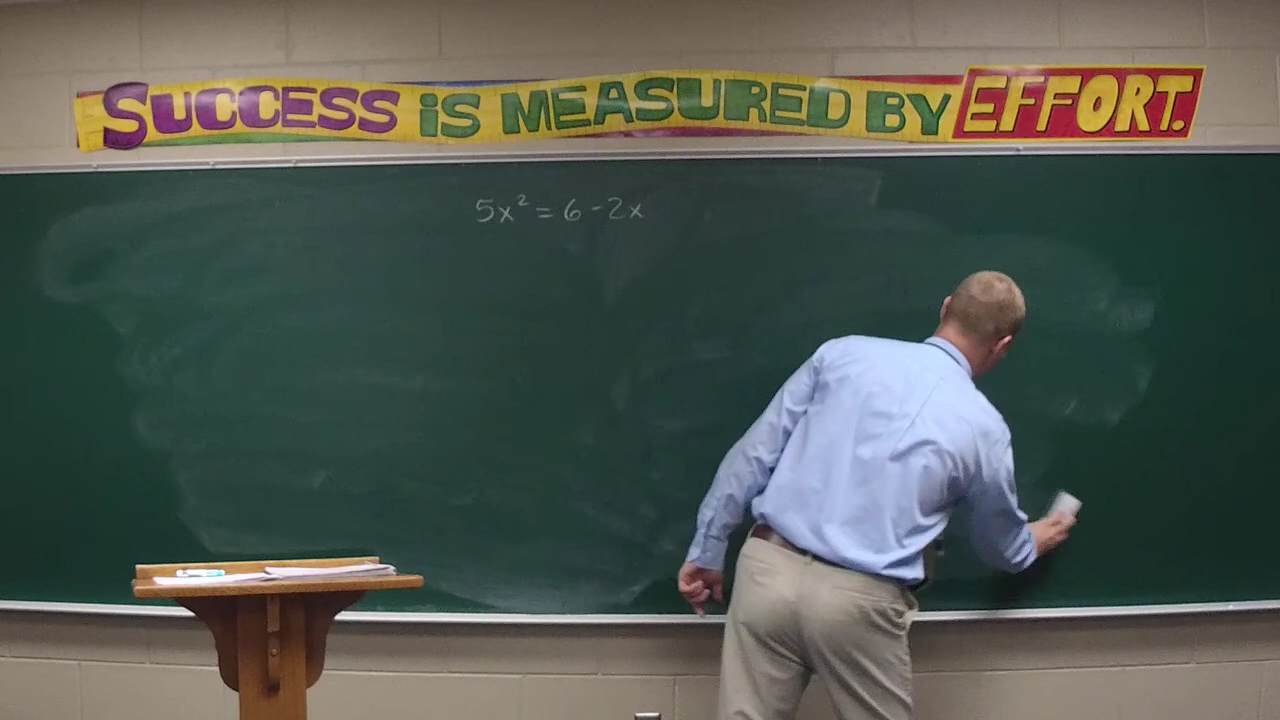 SUCCESS iS MEASURED BY EFFORT.
5x² = 6 - 2x